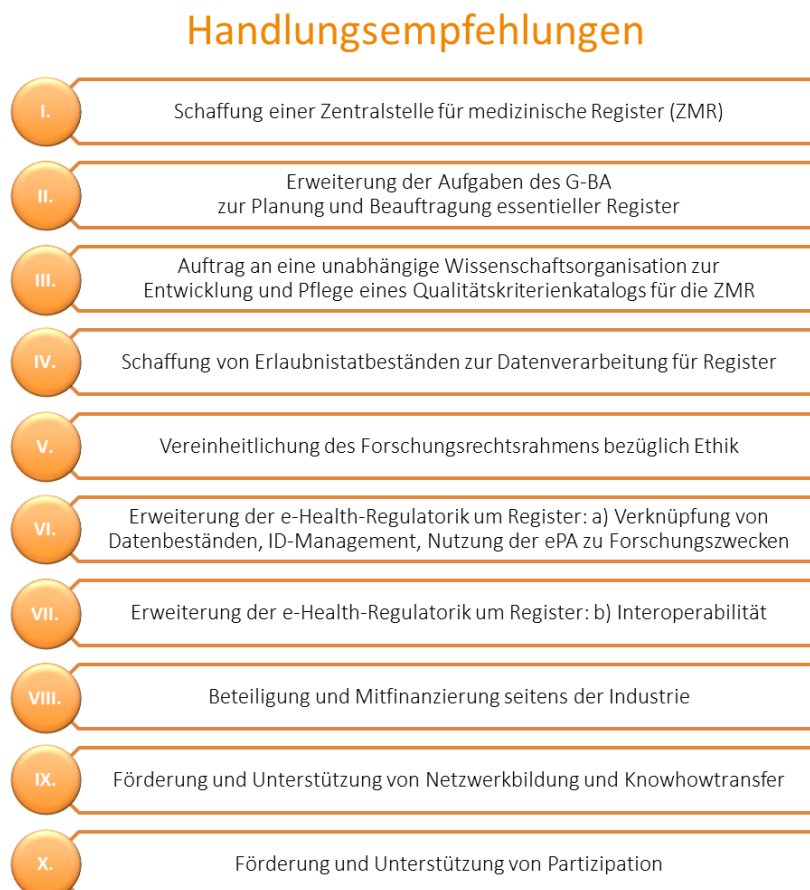 Handlungsempfehlungen
I.
Schaffung einer Zentralstelle für medizinische Register (ZMR)
II.
Erweiterung der Aufgaben des G-BA
zur Planung und Beauftragung essentieller Register
III.
Auftrag an eine unabhängige Wissenschaftsorganisation zur
Entwicklung und Pflege eines Qualitätskriterienkatalogs für die ZMR
IV.
Schaffung von Erlaubnistatbeständen zur Datenverarbeitung für Register
V.
Vereinheitlichung des Forschungsrechtsrahmens bezüglich Ethik
VI.
Erweiterung der e-Health-Regulatorik um Register: a) Verknüpfung von
Datenbeständen, ID-Management, Nutzung der ePA zu Forschungszwecken
VII.
Erweiterung der e-Health-Regulatorik um Register: b) Interoperabilität
VIII.
Beteiligung und Mitfinanzierung seitens der Industrie
IX.
Förderung und Unterstützung von Netzwerkbildung und Knowhowtransfer
X.
Förderung und Unterstützung von Partizipation